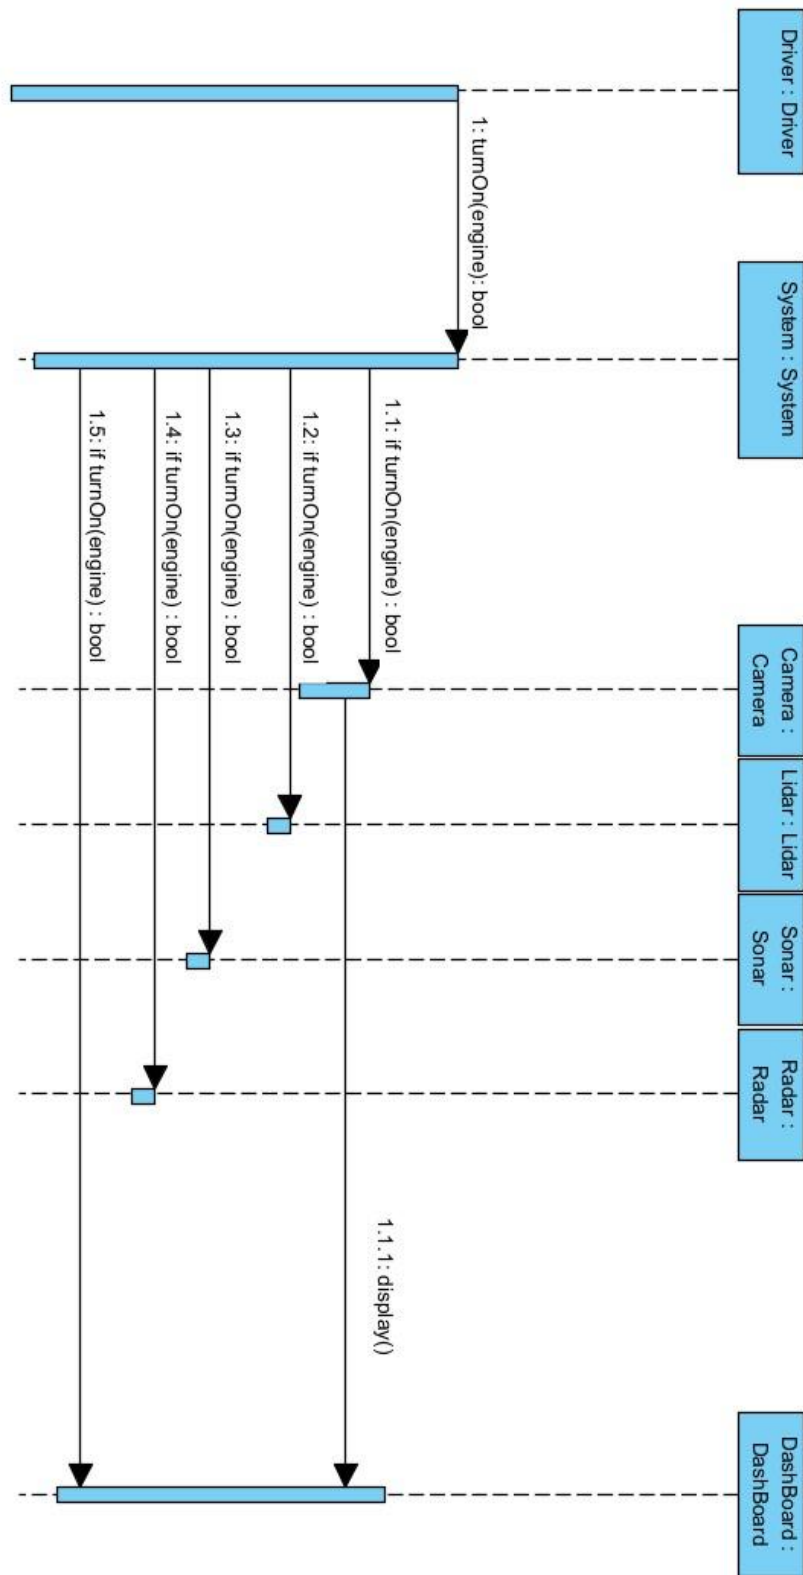 Driver : Driver
System : System
Camera :
Camera
Lidar : Lidar
Sonar :
Sonar
Radar :
Radar
DashBoard :
DashBoard
1: turnOn(engine): bool
1.1: if turnOn(engine) : bool
1.1.1: display()
1.2: if turnOn(engine) : bool
1.3: if turnOn(engine) : bool
1.4: if turnOn(engine) : bool
1.5: if turnOn(engine) : bool